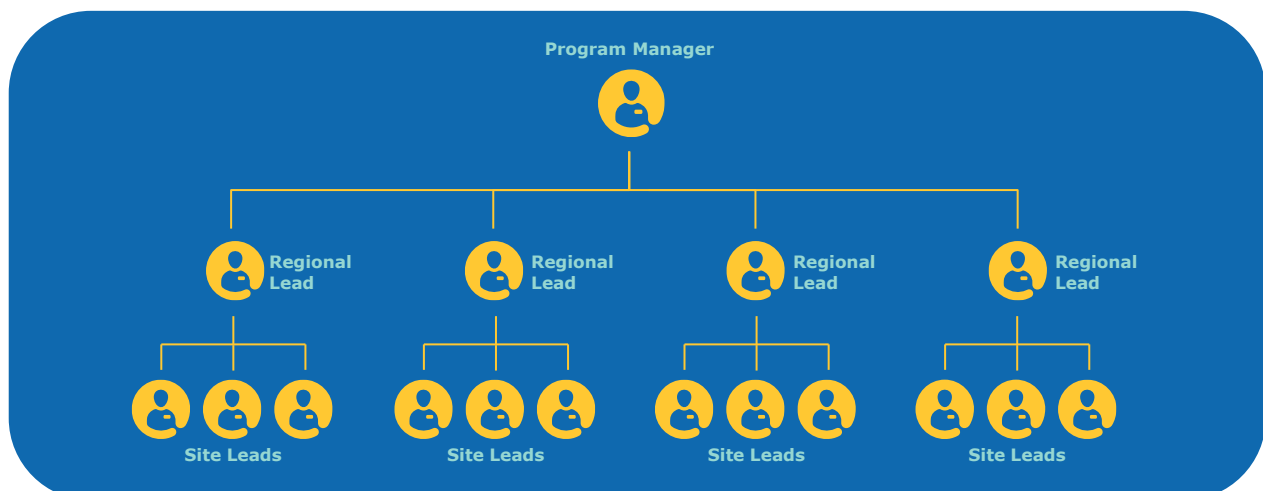 Program Manager
Regional
Lead
Regional
Lead
Regional
Lead
Regional
Lead
Site Leads
Site Leads
Site Leads
Site Leads